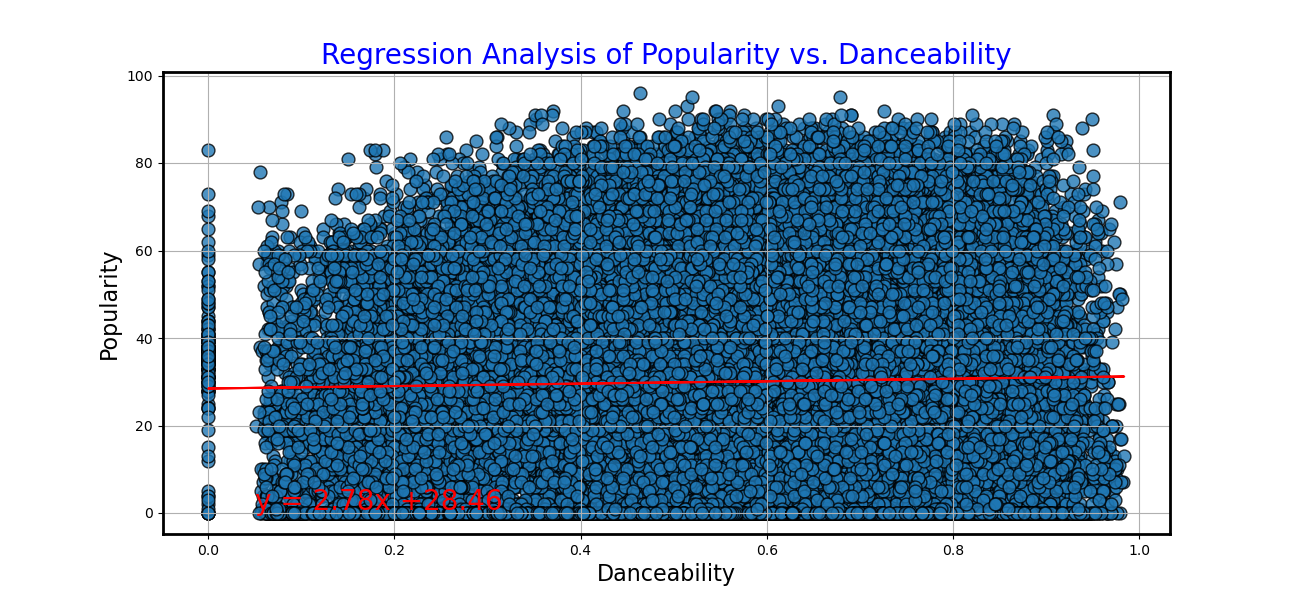 Regression Analysis of Popularity vs. Danceability
100
80
60
40
20
0
Popularity
y = 2.78x +28.46
0.0 0.2 0.4 0.6 0.8 1.0
Danceability